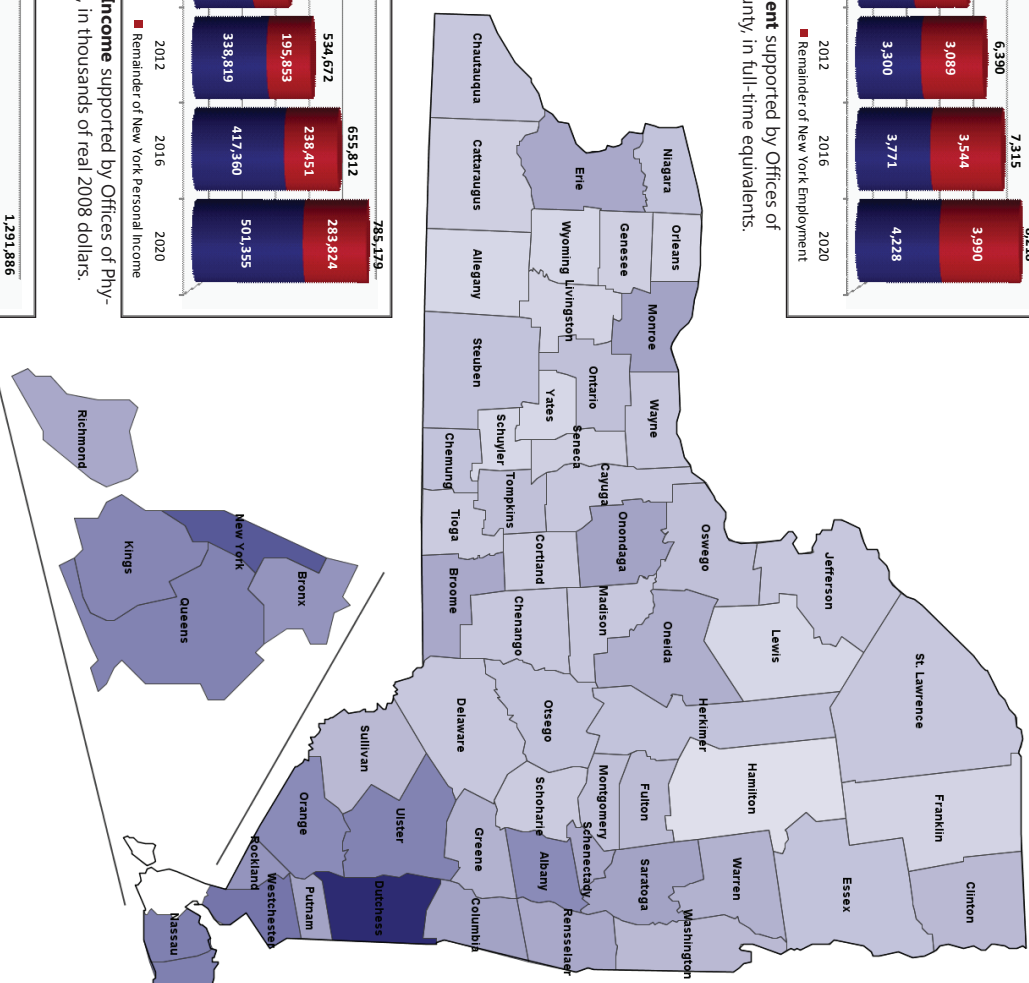 7,315
6,390
3,089
3,544
3,990
3,300
3,771
4,228
2012 2016 2020
Remainder of New York Employment
ent supported by Offices of
unty, in full-time equivalents.
785,179
655,812
534,672
195,853
238,451
283,824
338,819
417,360
501,355
2012 2016 2020
Remainder of New York Personal Income
Income supported by Offices of Phy-
, in thousands of real 2008 dollars.
1,291,886
Clinton
Franklin
St. Lawrence
Essex
Jefferson
Lewis
Hamilton
Warren
Oswego
Herkimer
Washington
Niagara
Orleans
Monroe
Wayne
Oneida
Fulton
Saratoga
Genesee
Onondaga
Cayuga
Madison
Montgomery
Schenectady
Erie
Wyoming
Livingston
Ontario
Seneca
Yates
Otsego
Schoharie
Albany
Rensselaer
Cortland
Chenango
Tompkins
Schuyler
Chautauqua
Cattaraugus
Allegany
Steuben
Chemung
Tioga
Broome
Delaware
Greene
Columbia
Ulster
Dutchess
Sullivan
Orange
Putnam
Rockland
Westchester
Nassau
Bronx
New York
Queens
Kings
Richmond